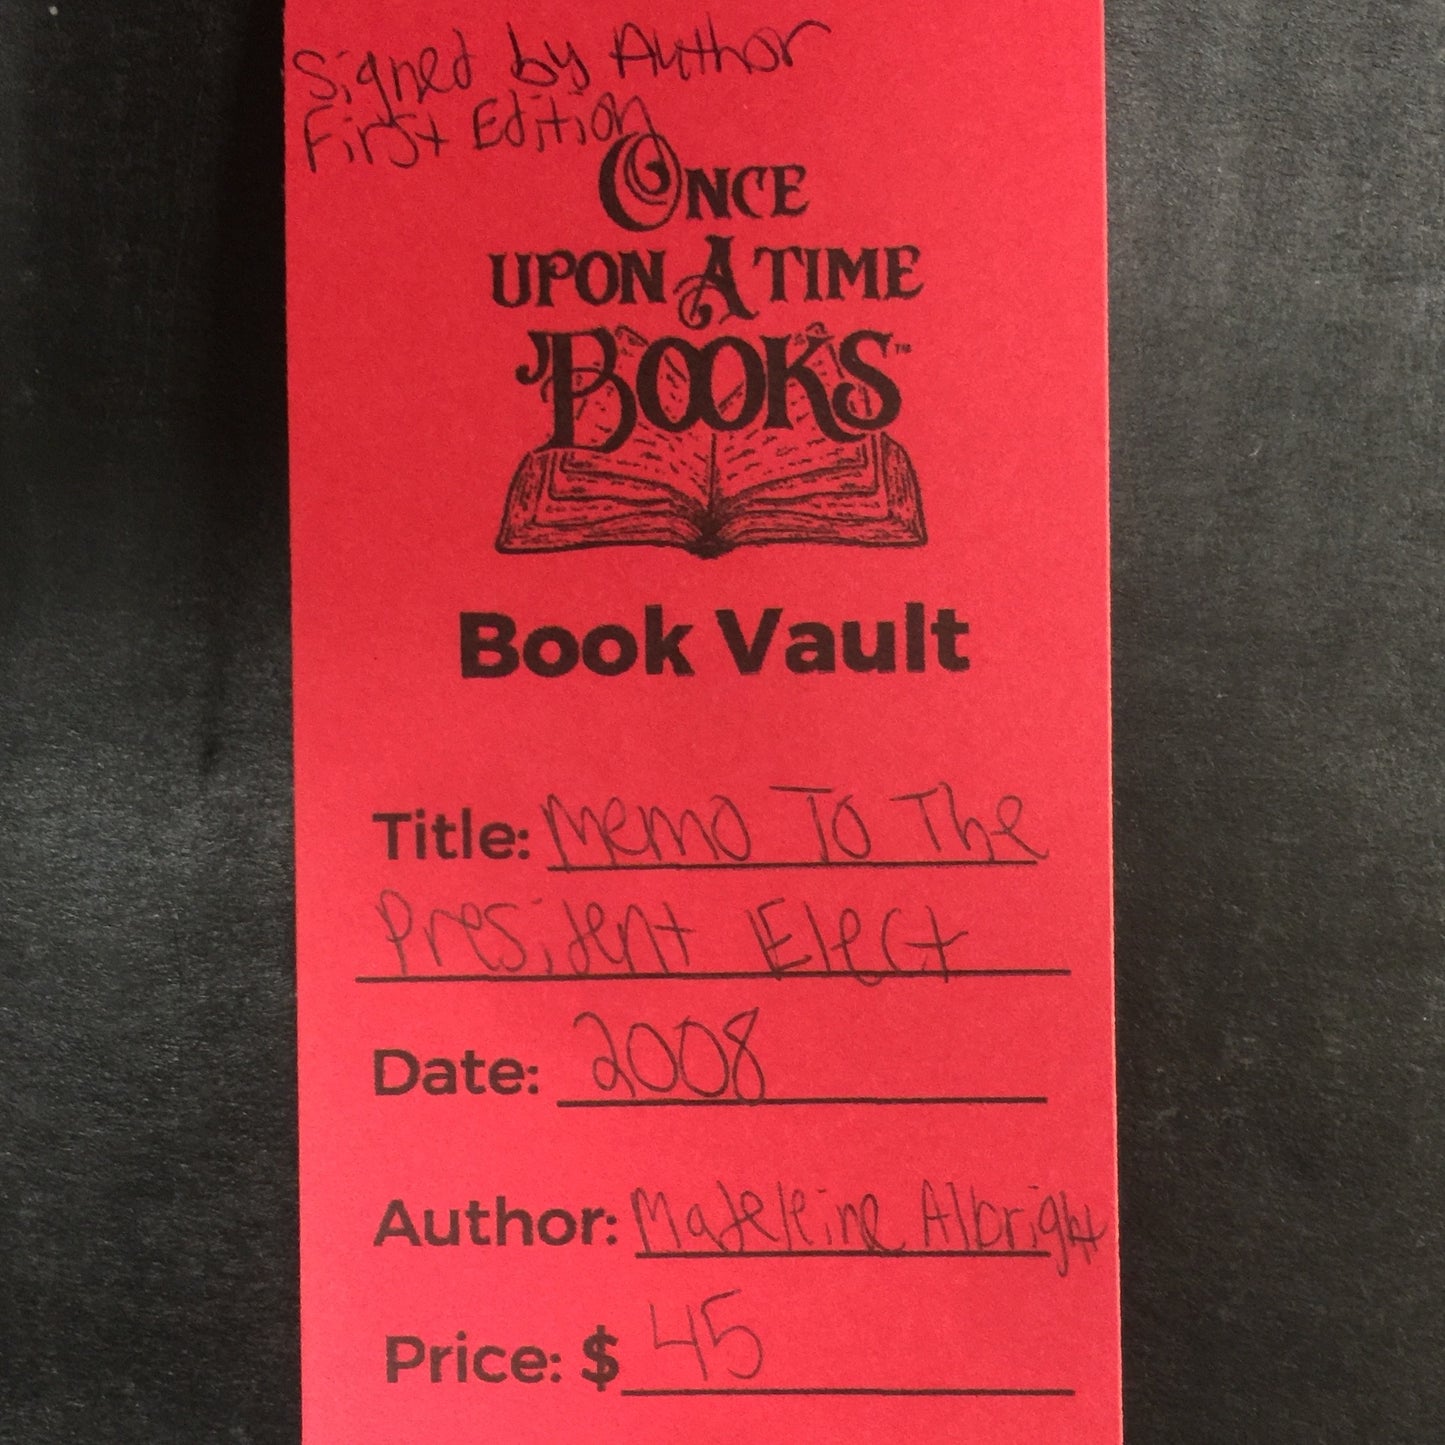 Signed by Author
First Edition
ONCE
UPON A TIME
BOOKS™
Book Vault
Title: Memo To The
President Elect
Date: 2008
Author: Madeleine Albright
Price: $ 45